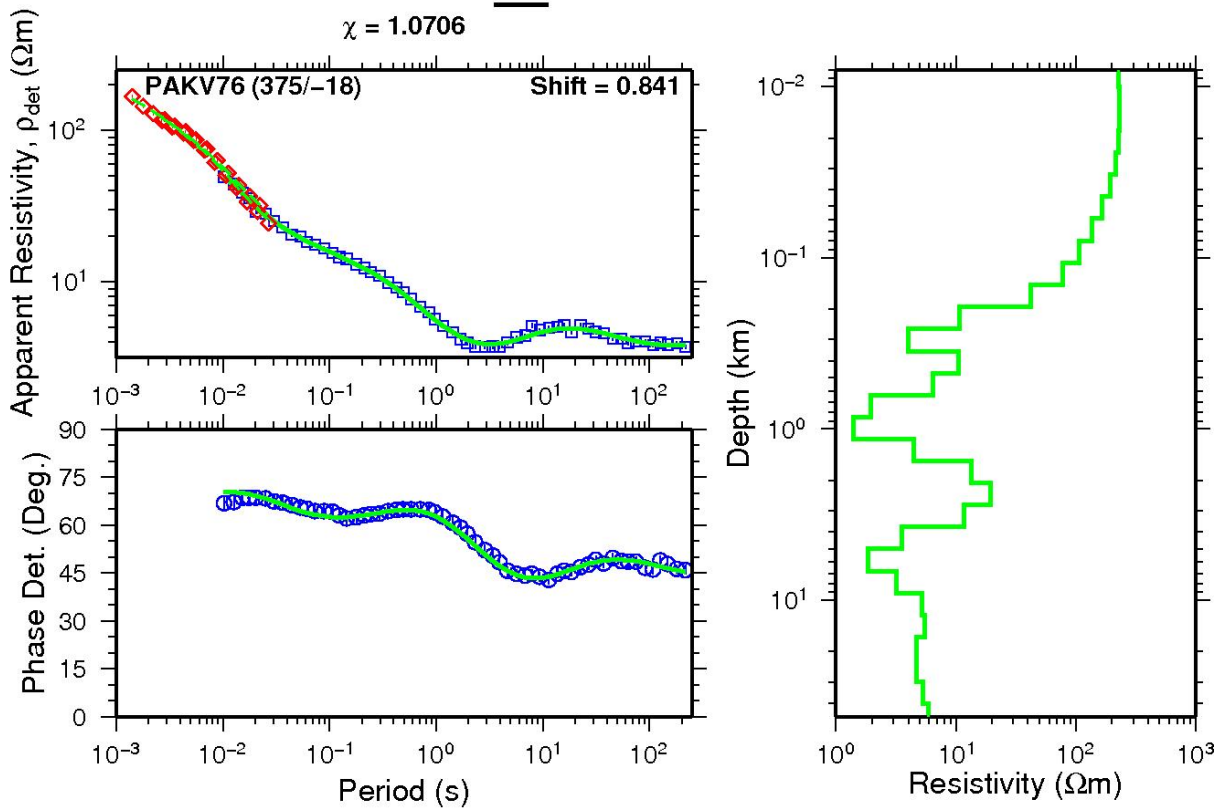 χ = 1.0706
PAKV76 (375/−18)
Shift = 0.841
Apparent Resistivity, ρdet (Ωm)
10²
10¹
10⁻³ 10⁻² 10⁻¹ 10⁰ 10¹ 10²
Phase Det. (Deg.)
90
75
60
45
30
15
0
10⁻³ 10⁻² 10⁻¹ 10⁰ 10¹ 10²
Period (s)
Depth (km)
10⁻²
10⁻¹
10⁰
10¹
10⁰ 10¹ 10² 10³
Resistivity (Ωm)